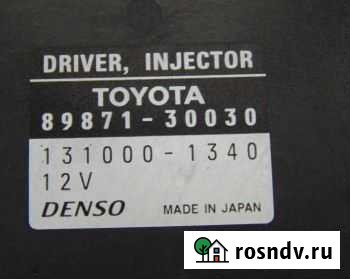 DRIVER, INJECTOR
TOYOTA
89871-30030
131000-1340
12V
DENSO MADE IN JAPAN
rosndv.ru